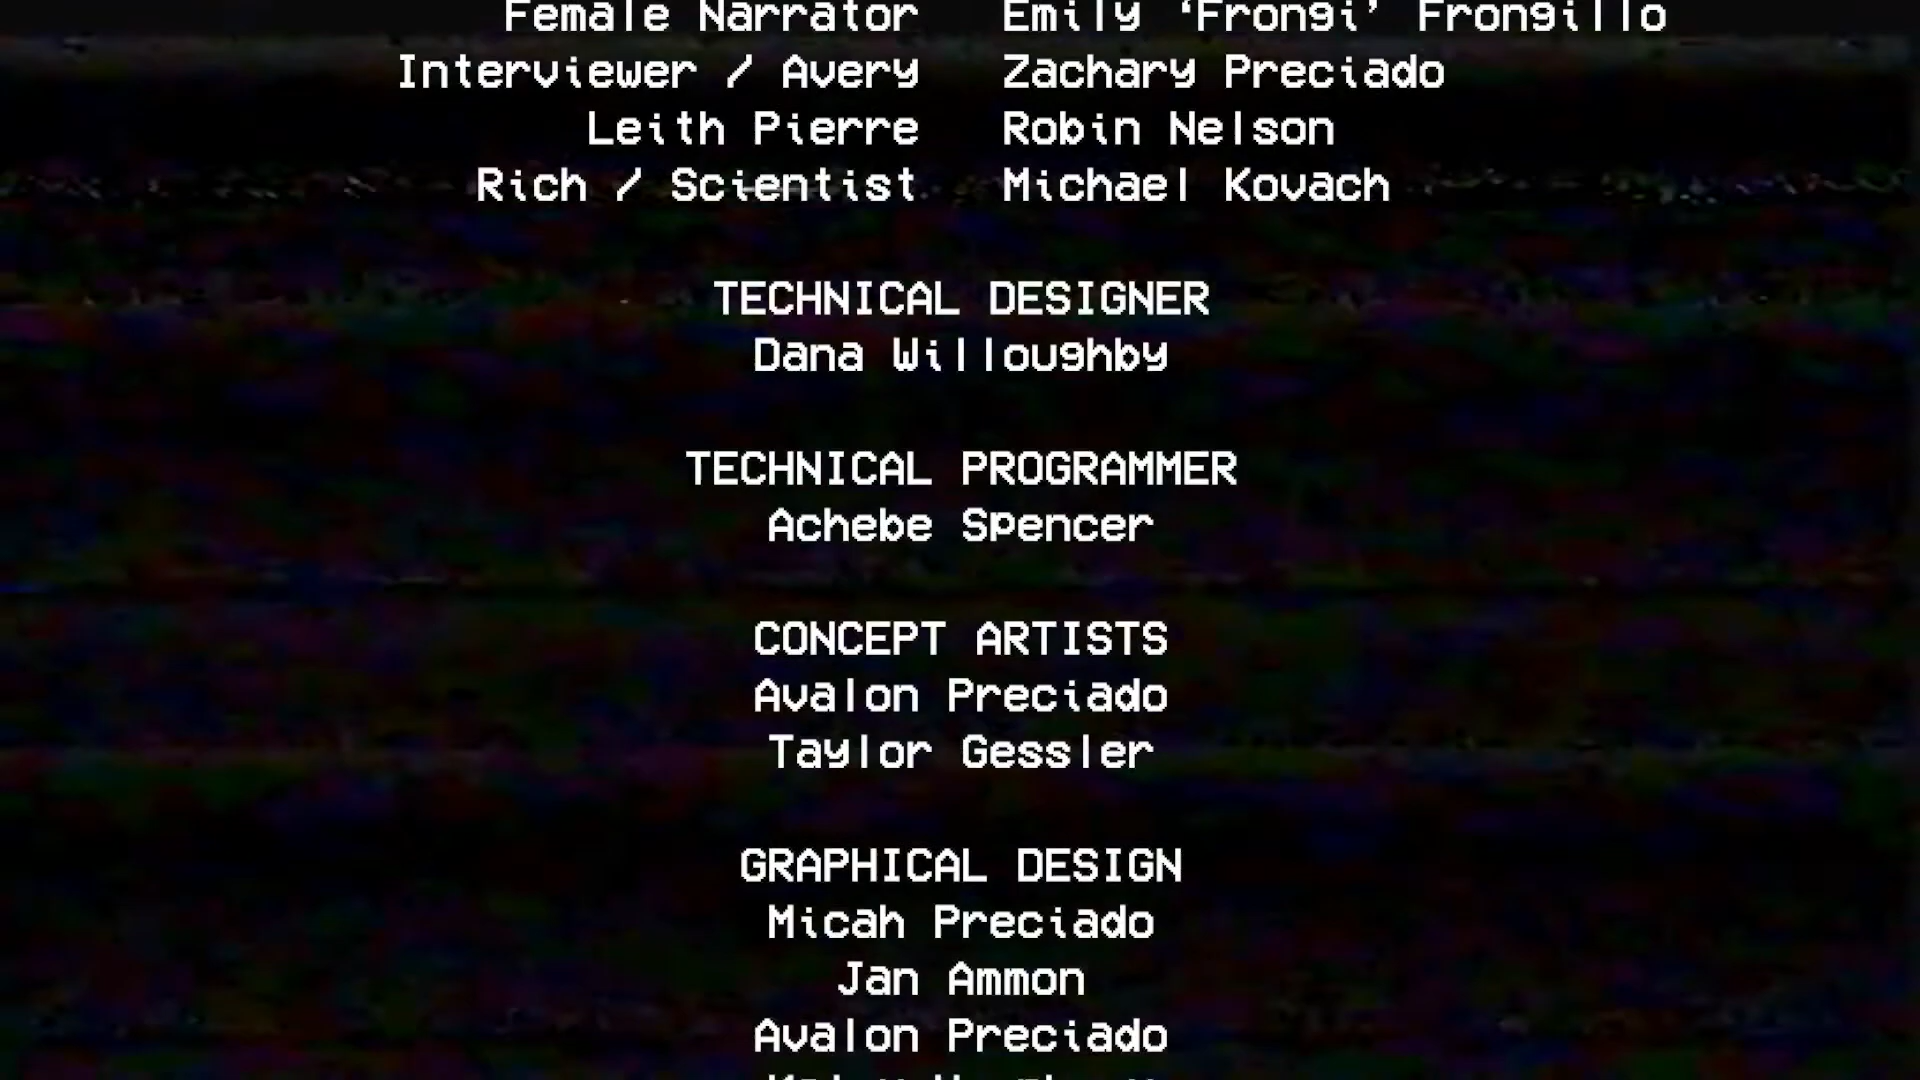 Female Narrator Emily ‘Frongi’ Frongillo
Interviewer / Avery Zachary Preciado
Leith Pierre Robin Nelson
Rich / Scientist Michael Kovach
TECHNICAL DESIGNER
Dana Willoughby
TECHNICAL PROGRAMMER
Achebe Spencer
CONCEPT ARTISTS
Avalon Preciado
Taylor Gessler
GRAPHICAL DESIGN
Micah Preciado
Jan Ammon
Avalon Preciado